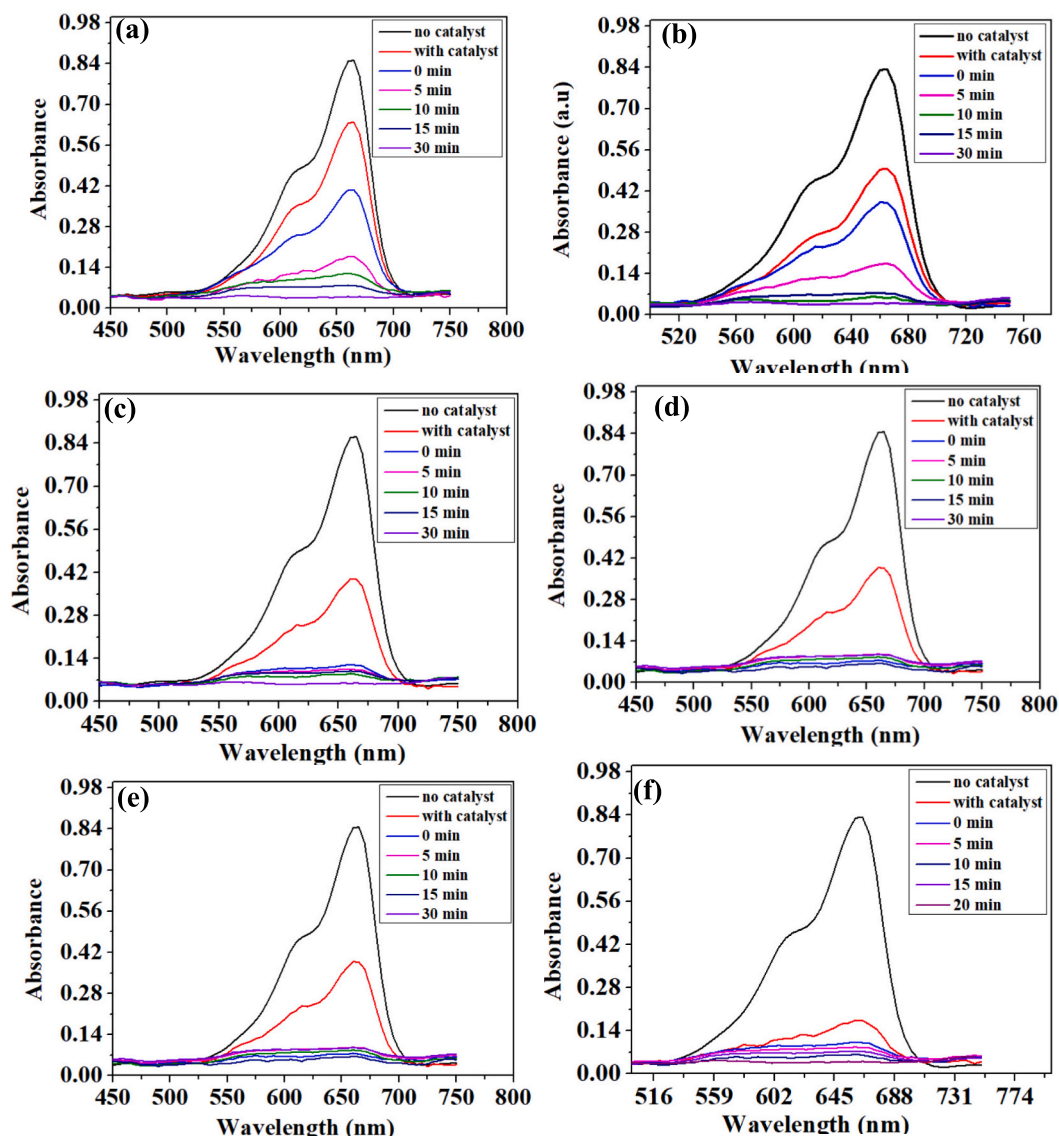 (a)
no catalyst
with catalyst
0 min
5 min
10 min
15 min
30 min
Absorbance
0.98
0.84
0.70
0.56
0.42
0.28
0.14
0.00
450 500 550 600 650 700 750 800
Wavelength (nm)
(b)
no catalyst
with catalyst
0 min
5 min
10 min
15 min
30 min
Absorbance (a.u)
0.98
0.84
0.70
0.56
0.42
0.28
0.14
0.00
520 560 600 640 680 720 760
Wavelength (nm)
(c)
no catalyst
with catalyst
0 min
5 min
10 min
15 min
30 min
Absorbance
0.98
0.84
0.70
0.56
0.42
0.28
0.14
0.00
450 500 550 600 650 700 750 800
Wavelength (nm)
(d)
no catalyst
with catalyst
0 min
5 min
10 min
15 min
30 min
Absorbance
0.98
0.84
0.70
0.56
0.42
0.28
0.14
0.00
450 500 550 600 650 700 750 800
Wavelength (nm)
(e)
no catalyst
with catalyst
0 min
5 min
10 min
15 min
30 min
Absorbance
0.98
0.84
0.70
0.56
0.42
0.28
0.14
0.00
450 500 550 600 650 700 750 800
Wavelength (nm)
(f)
no catalyst
with catalyst
0 min
5 min
10 min
15 min
20 min
Absorbance
0.98
0.84
0.70
0.56
0.42
0.28
0.14
0.00
516 559 602 645 688 731 774
Wavelength (nm)